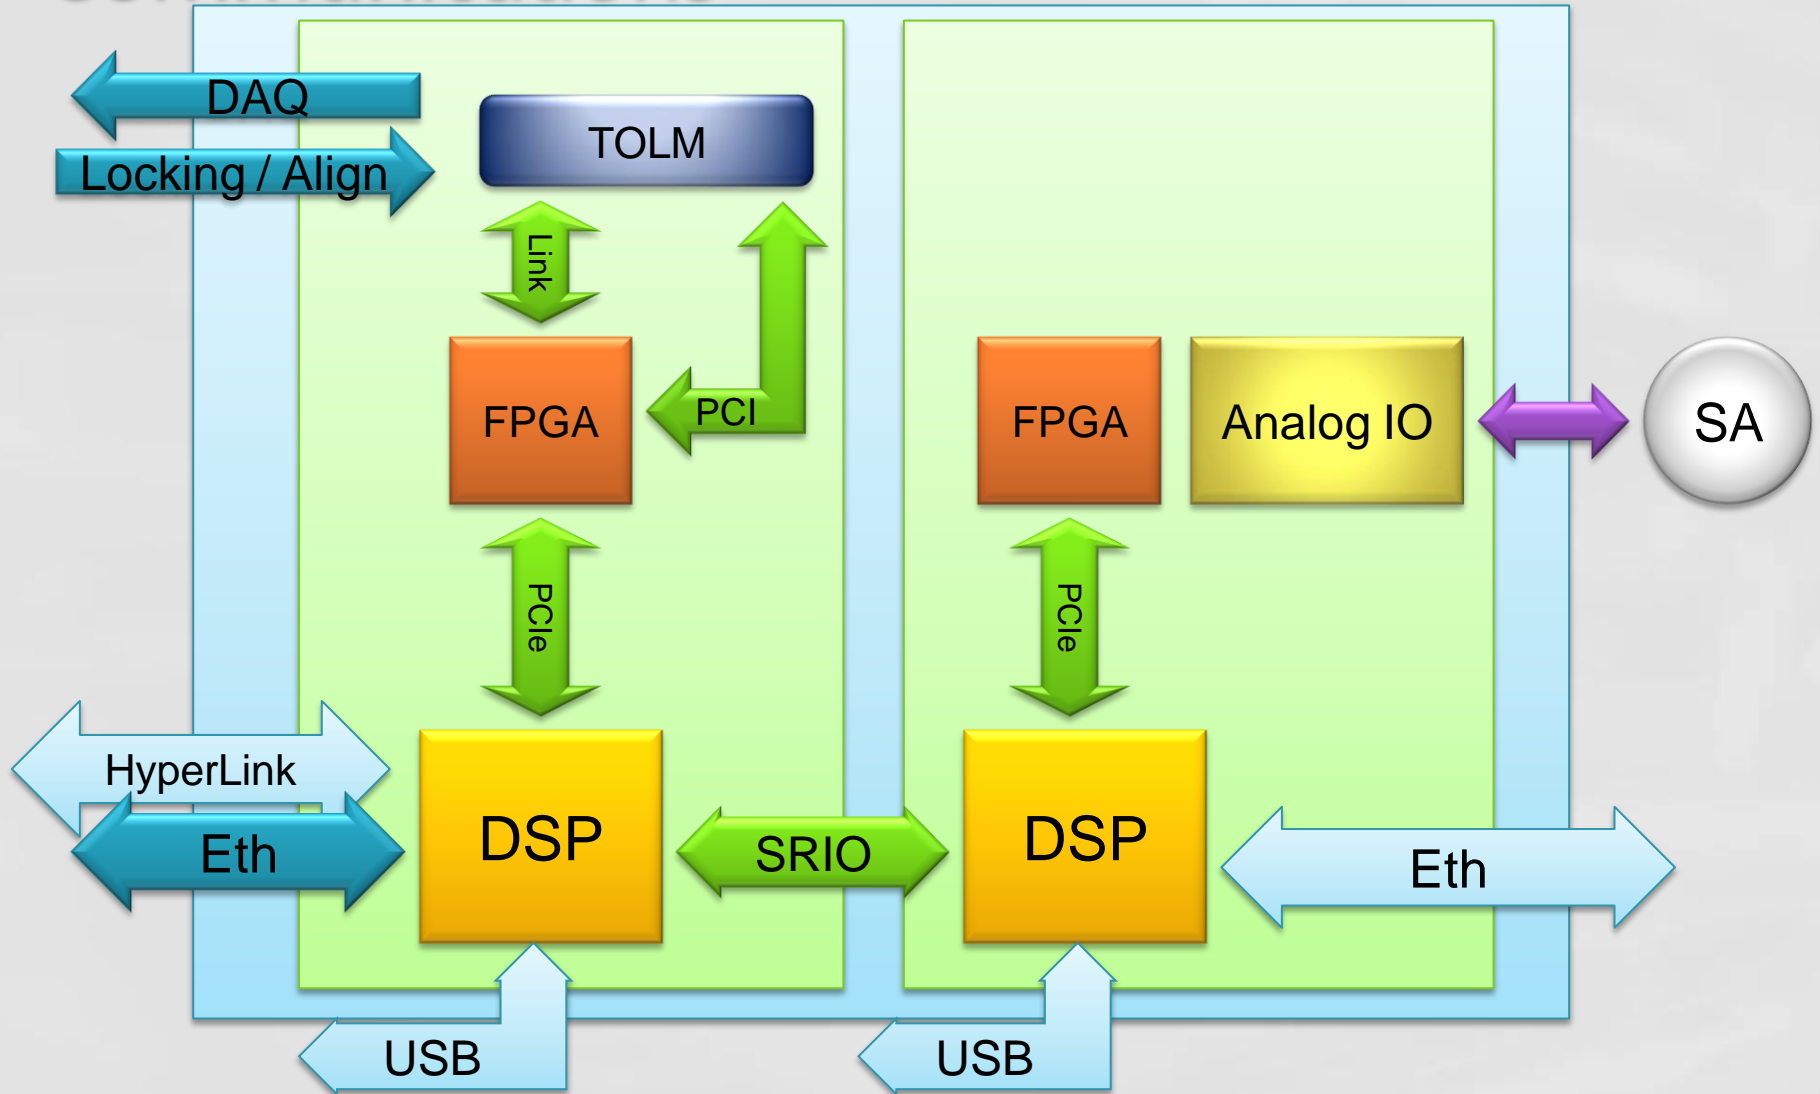 DAQ
TOLM
Locking / Align
Link
FPGA
PCI
FPGA
Analog IO
SA
PCIe
PCIe
HyperLink
DSP
DSP
Eth
SRIO
Eth
USB
USB